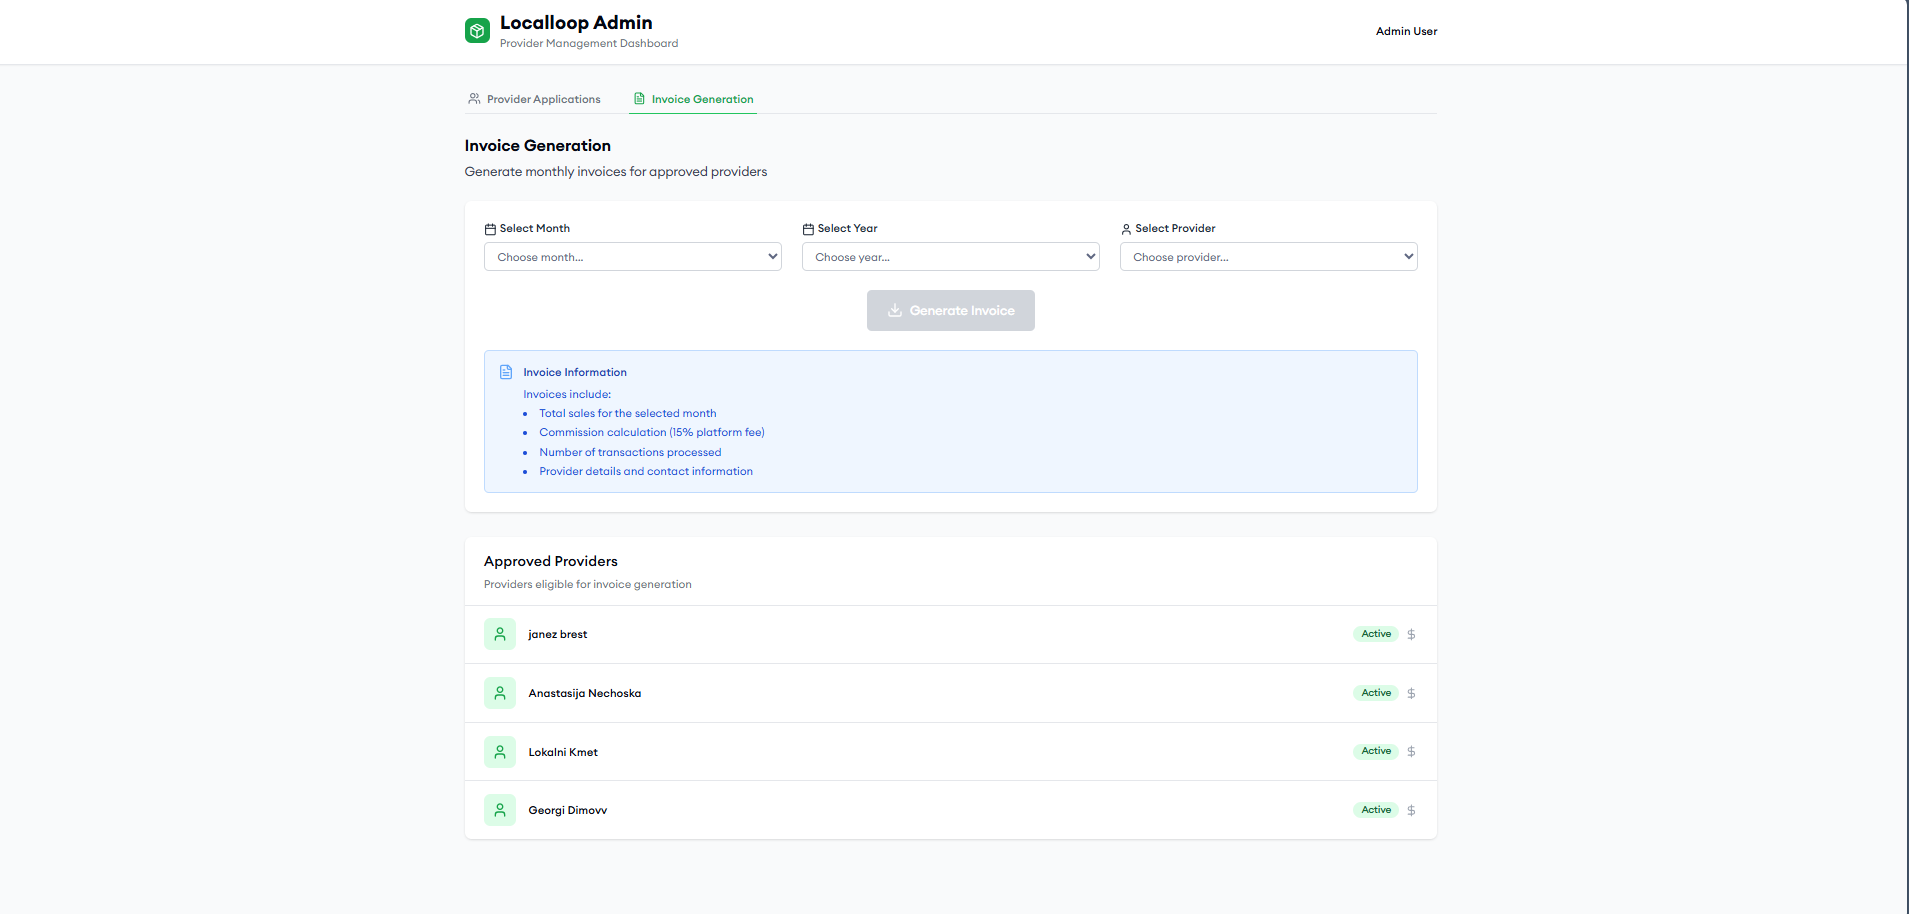 Localloop Admin
Provider Management Dashboard
Admin User
Provider Applications
Invoice Generation
Invoice Generation
Generate monthly invoices for approved providers
Select Month
Select Year
Select Provider
Choose month...
Choose year...
Choose provider...
Generate Invoice
Invoice Information
Invoices include:
Total sales for the selected month
Commission calculation (15% platform fee)
Number of transactions processed
Provider details and contact information
Approved Providers
Providers eligible for invoice generation
janez brest
Active $
Anastasija Nechoska
Active $
Lokalni Kmet
Active $
Georgi Dimovv
Active $